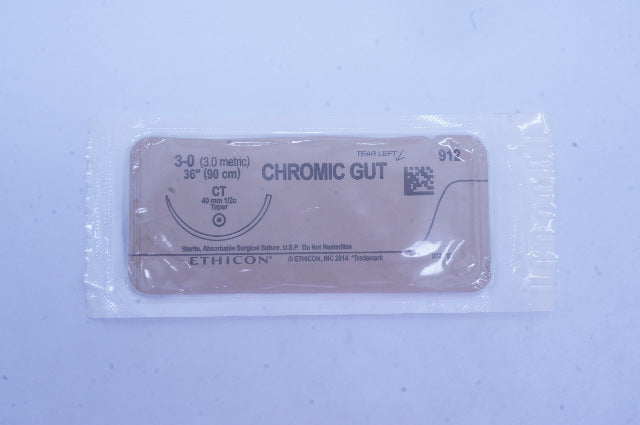 TEAR LEFT
912
3-0 (3.0 metric)
36" (90 cm)
CHROMIC GUT
CT
40 mm 1/2c
Taper
Sterile, Absorbable Surgical Suture, U.S.P. Do Not Resterilize
ETHICON* © ETHICON, INC 2014 *Trademark